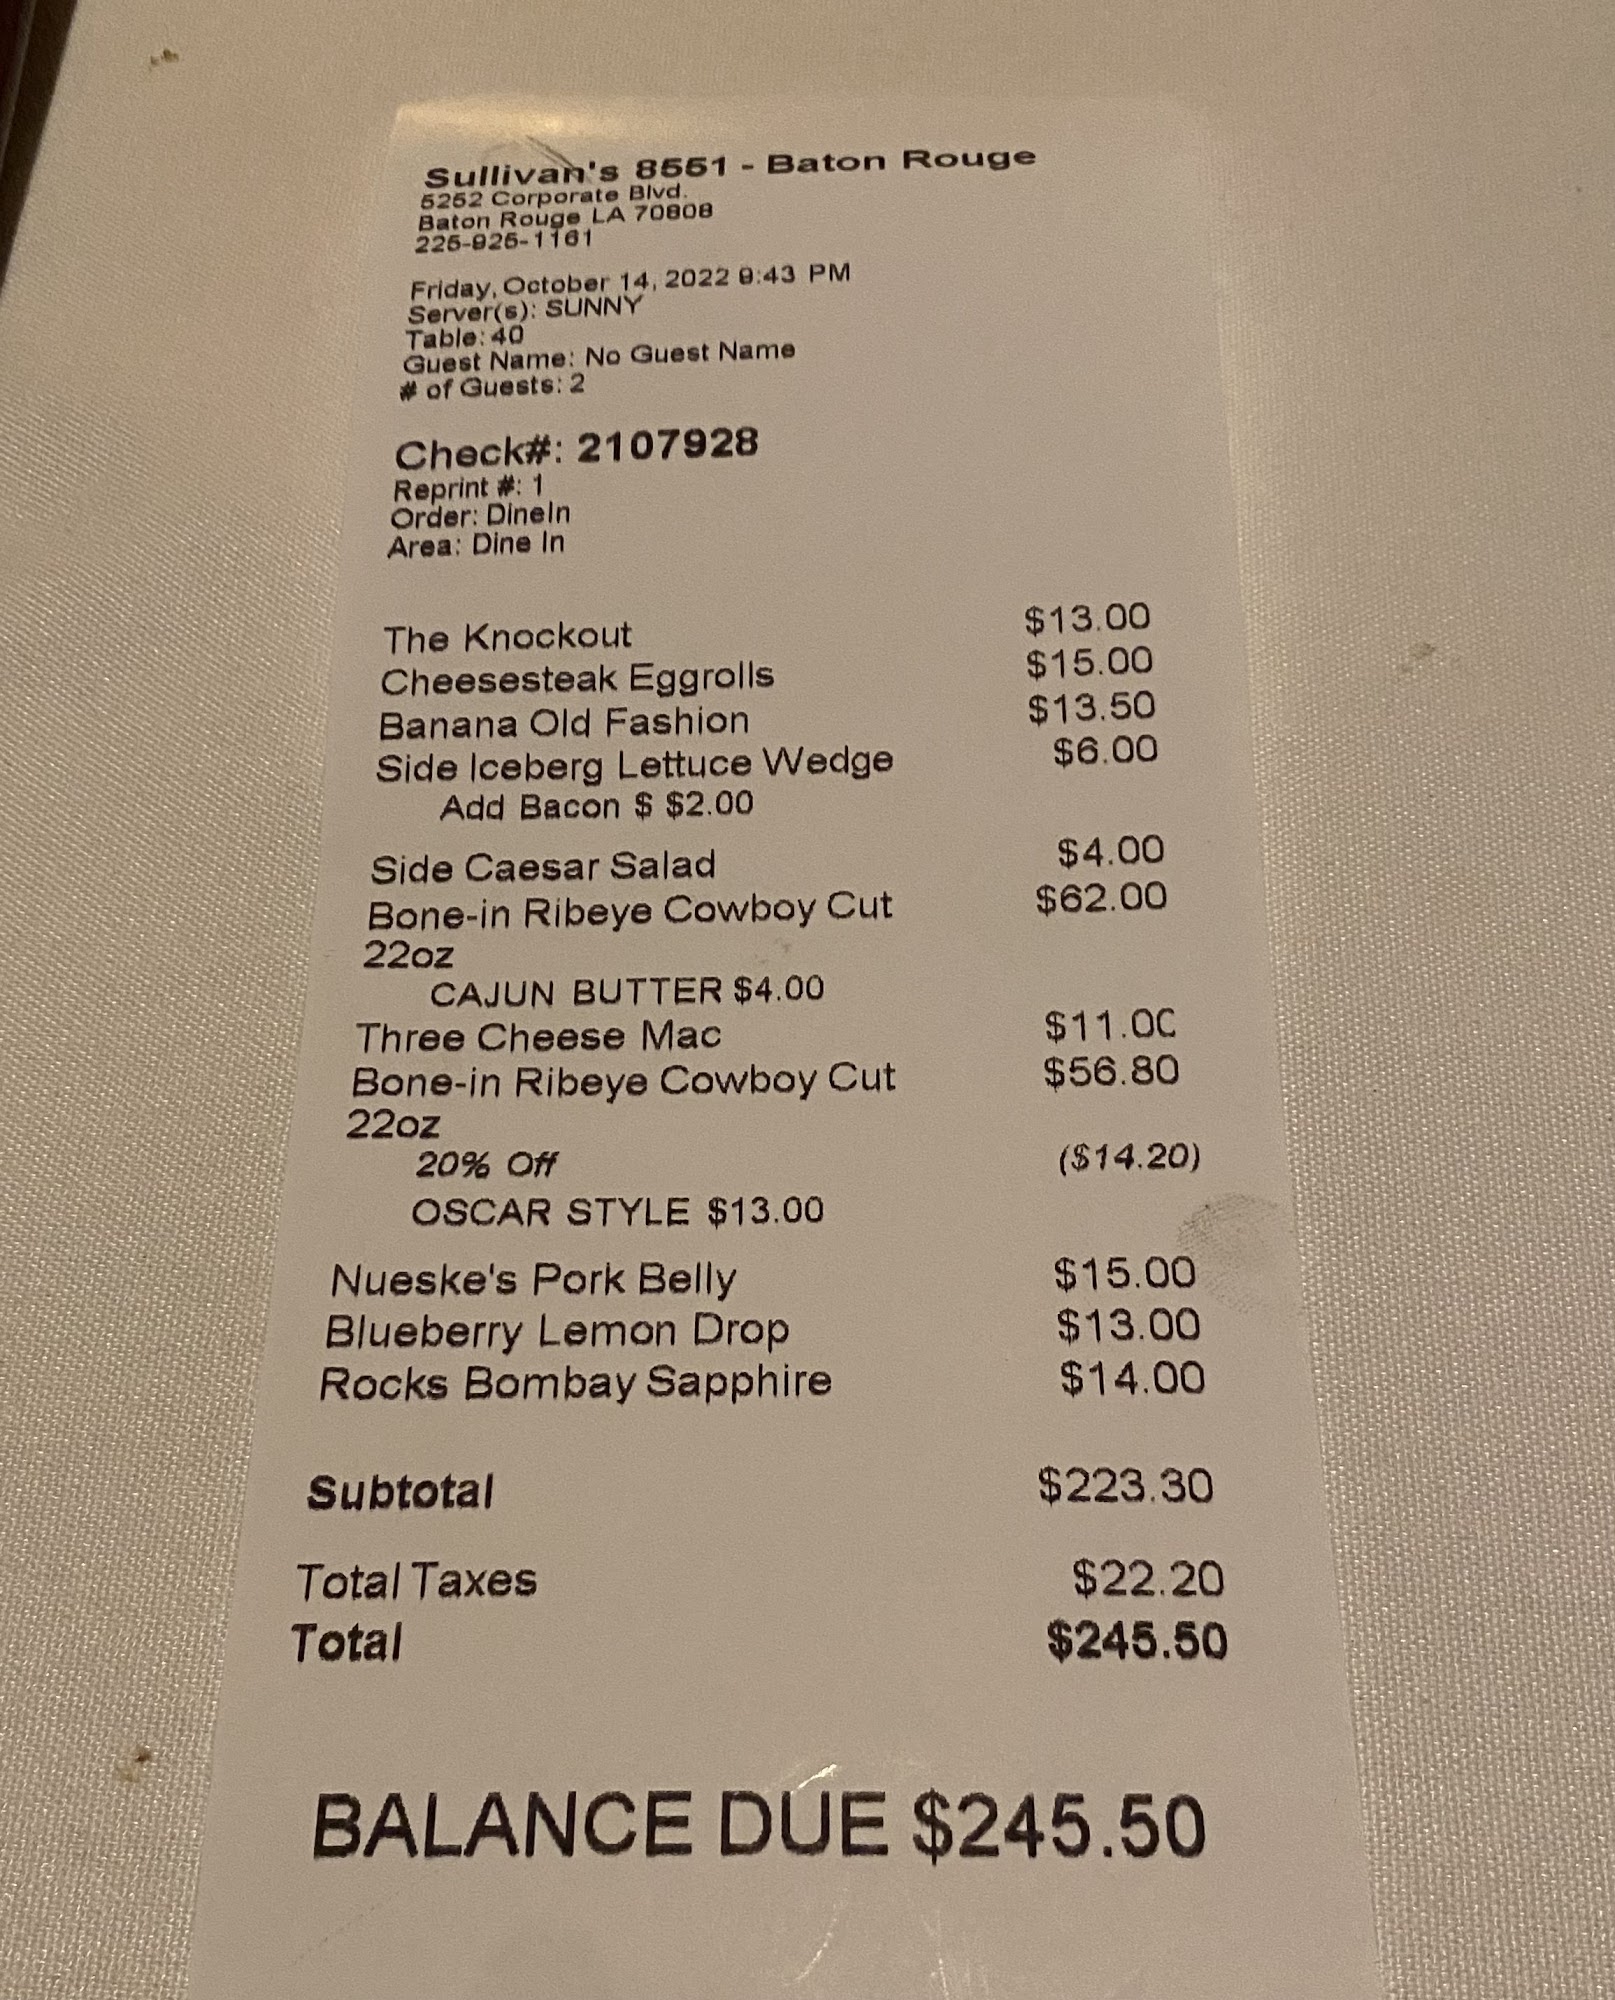 Sullivan's 8551 - Baton Rouge
5252 Corporate Blvd.
Baton Rouge LA 70808
225-925-1161
Friday, October 14, 2022 9:43 PM
Server(s): SUNNY
Table: 40
Guest Name: No Guest Name
# of Guests: 2
Check#: 2107928
Reprint #: 1
Order: DineIn
Area: Dine In
The Knockout $13.00
Cheesesteak Eggrolls $15.00
Banana Old Fashion $13.50
Side Iceberg Lettuce Wedge $6.00
Add Bacon $ $2.00
Side Caesar Salad $4.00
Bone-in Ribeye Cowboy Cut $62.00
22oz
CAJUN BUTTER $4.00
Three Cheese Mac $11.00
Bone-in Ribeye Cowboy Cut $56.80
22oz
20% Off ($14.20)
OSCAR STYLE $13.00
Nueske's Pork Belly $15.00
Blueberry Lemon Drop $13.00
Rocks Bombay Sapphire $14.00
Subtotal $223.30
Total Taxes $22.20
Total $245.50
BALANCE DUE $245.50